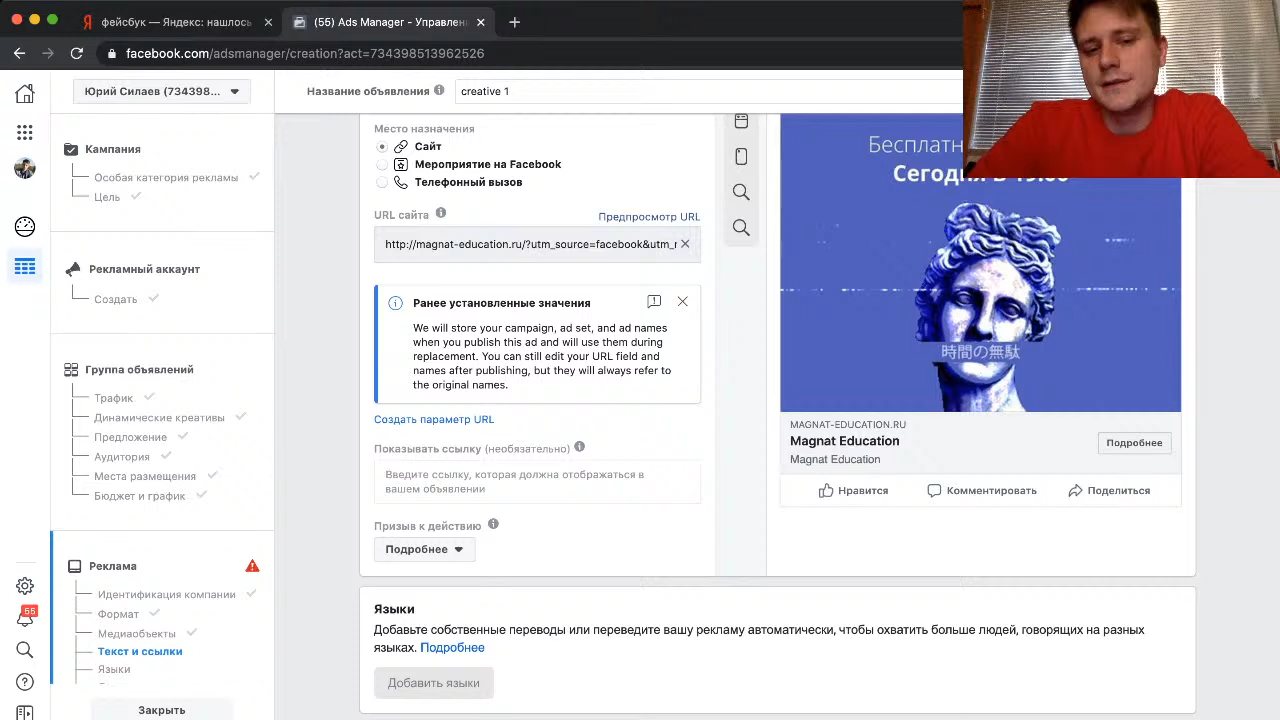 фейсбук — Яндекс: нашлось
(55) Ads Manager - Управлен
facebook.com/adsmanager/creation?act=734398513962526
Юрий Силаев (734398...
Название объявления
creative 1
Кампания
Особая категория рекламы
Цель
Рекламный аккаунт
Создать
Группа объявлений
Трафик
Динамические креативы
Предложение
Аудитория
Места размещения
Бюджет и график
Реклама
Идентификация компании
Формат
Медиаобъекты
Текст и ссылки
Языки
Закрыть
55
Место назначения
Сайт
Мероприятие на Facebook
Телефонный вызов
URL сайта
Предпросмотр URL
http:/magnat-education.ru/?utm_source=facebook&utm_r
нее установленные значения
We will store your campaign, ad set, and ad names
when you publish this ad and will use them during
replacement. You can still edit your URL field and
names after publishing, but they will always refer to
the original names.
Создать параметр URL
Показывать ссылку (необязательно)
Введите ссылку, которая должна отображаться в
вашем объявлении
Призыв к действию
Подробнее
Бесплатн
Сегодня в 19:00
時間の無駄
MAGNAT-EDUCATION.RU
Magnat Education
Magnat Education
Подробнее
Нравится
Комментировать
Поделиться
Языки
Добавьте собственные переводы или переведите вашу рекламу автоматически, чтобы охватить больше людей, говорящих на разных
языках. Подробнее
Добавить языки